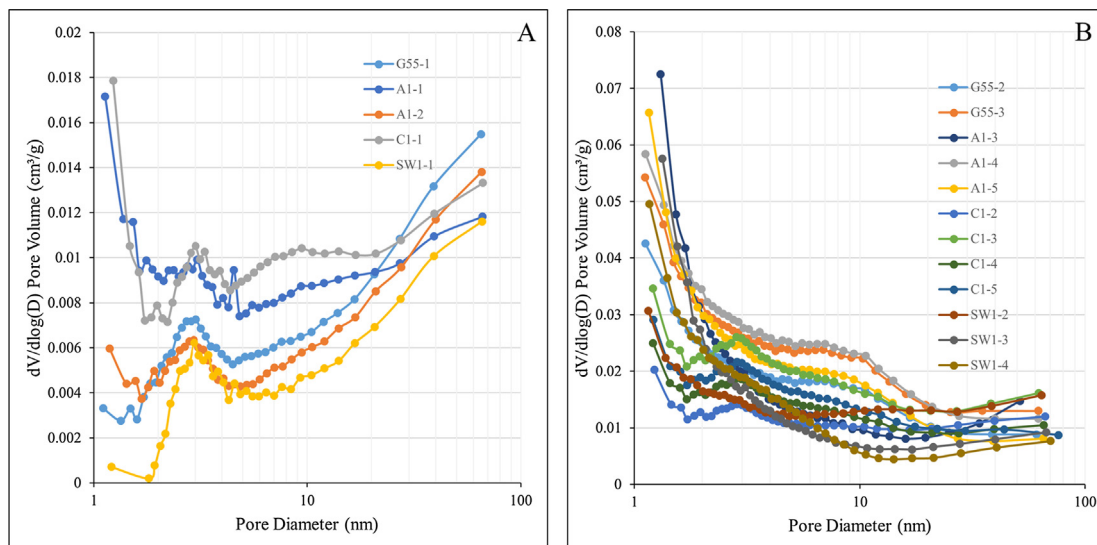 A
0.02
0.018
0.016
0.014
0.012
0.01
0.008
0.006
0.004
0.002
0
dV/dlog(D) Pore Volume (cm³/g)
G55-1
A1-1
A1-2
C1-1
SW1-1
1 10 100
Pore Diameter (nm)
B
0.08
0.07
0.06
0.05
0.04
0.03
0.02
0.01
0
dV/dlog(D) Pore Volume (cm³/g)
G55-2
G55-3
A1-3
A1-4
A1-5
C1-2
C1-3
C1-4
C1-5
SW1-2
SW1-3
SW1-4
1 10 100
Pore Diameter (nm)